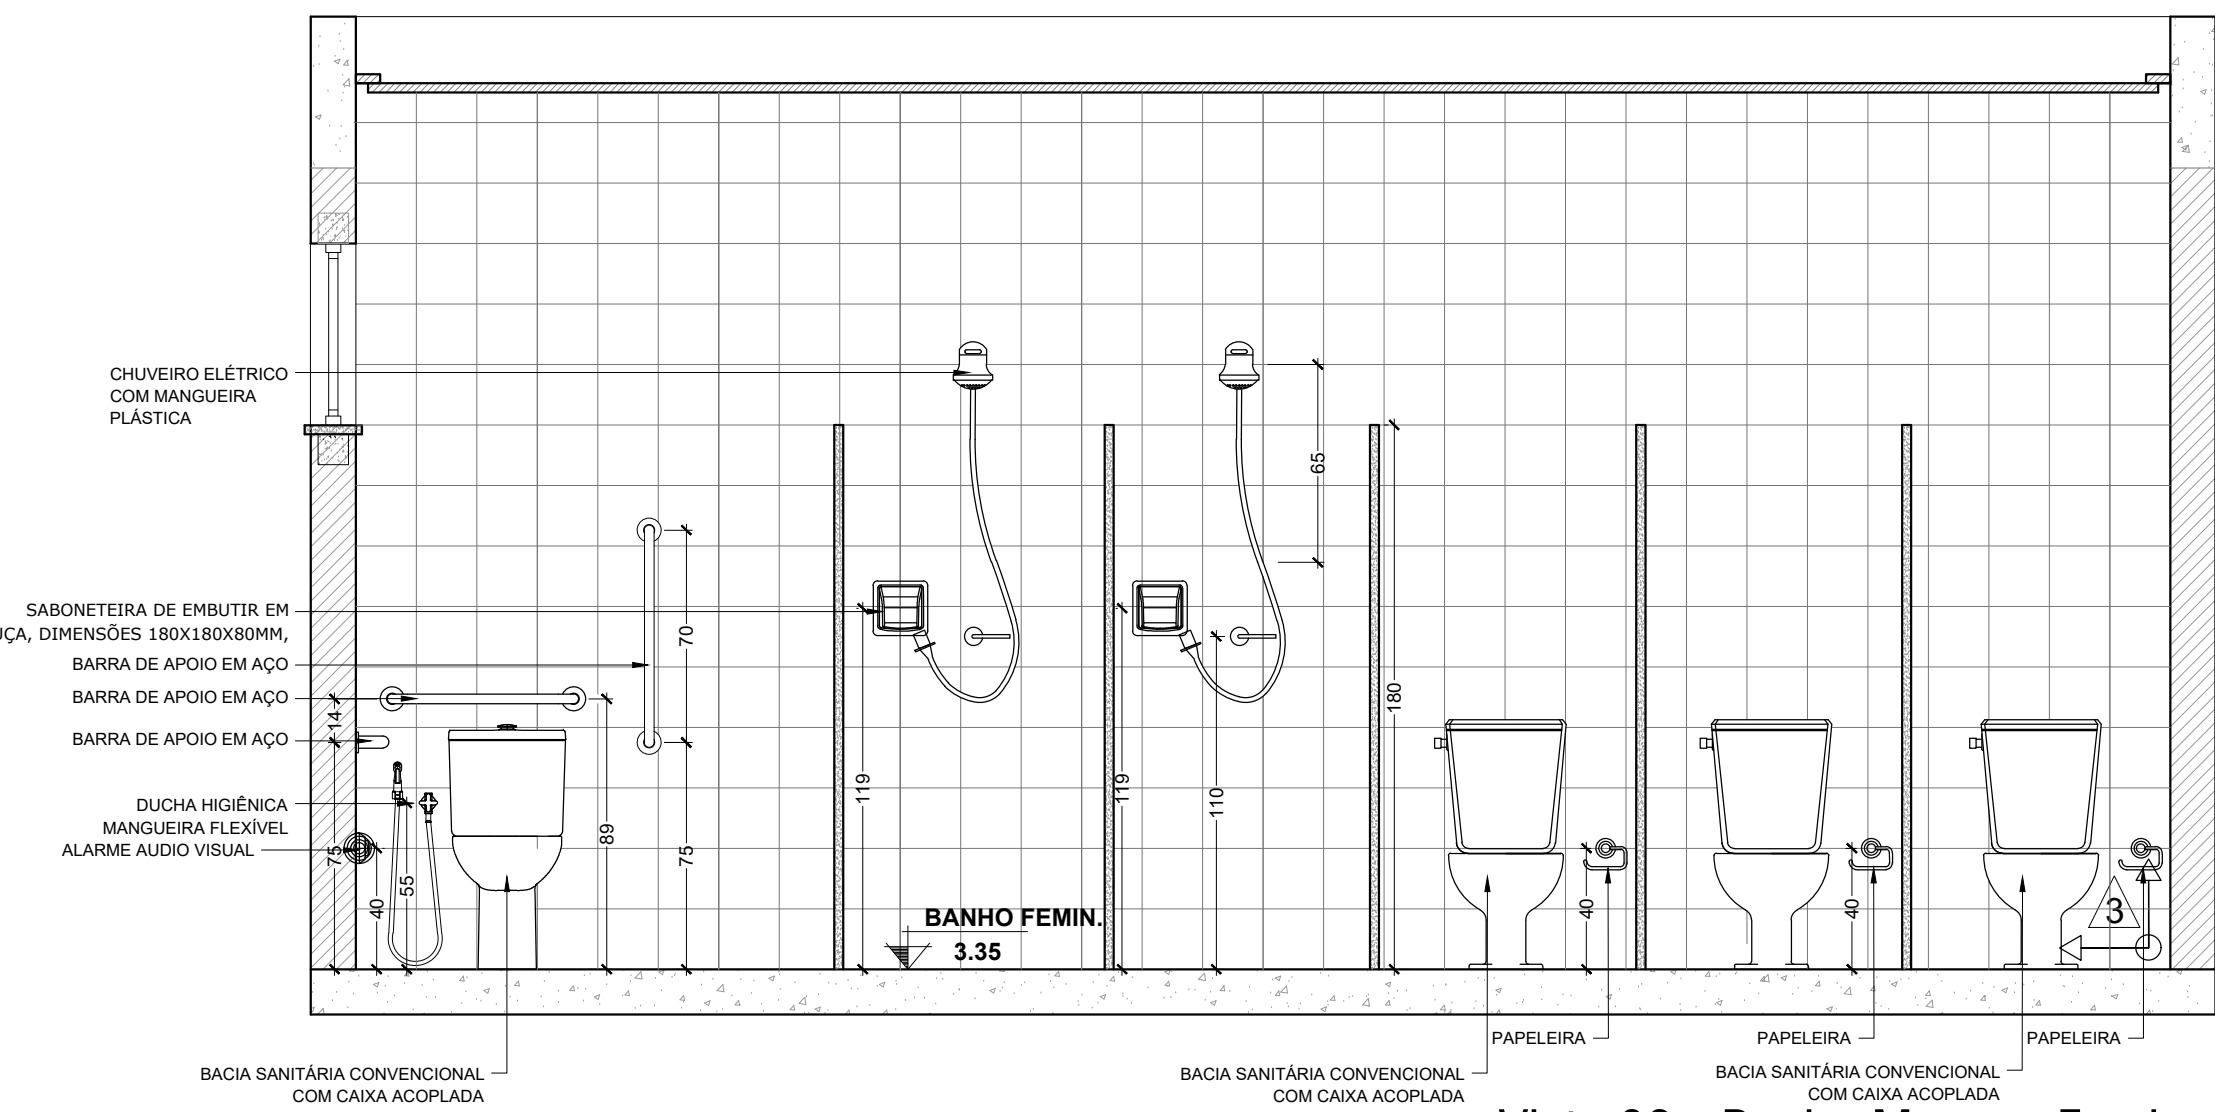 CHUVEIRO ELÉTRICO
COM MANGUEIRA
PLÁSTICA
65
SABONETEIRA DE EMBUTIR EM
DIMENSÕES 180X180X80MM,
BARRA DE APOIO EM AÇO
BARRA DE APOIO EM AÇO
BARRA DE APOIO EM AÇO
14
70
180
DUCHA HIGIÊNICA
MANGUEIRA FLEXÍVEL
ALARME AUDIO VISUAL
75
40
55
89
75
119
119
110
40
40
BANHO FEMIN.
3.35
3
PAPELEIRA
PAPELEIRA
PAPELEIRA
BACIA SANITÁRIA CONVENCIONAL
COM CAIXA ACOPLADA
BACIA SANITÁRIA CONVENCIONAL
COM CAIXA ACOPLADA
BACIA SANITÁRIA CONVENCIONAL
COM CAIXA ACOPLADA